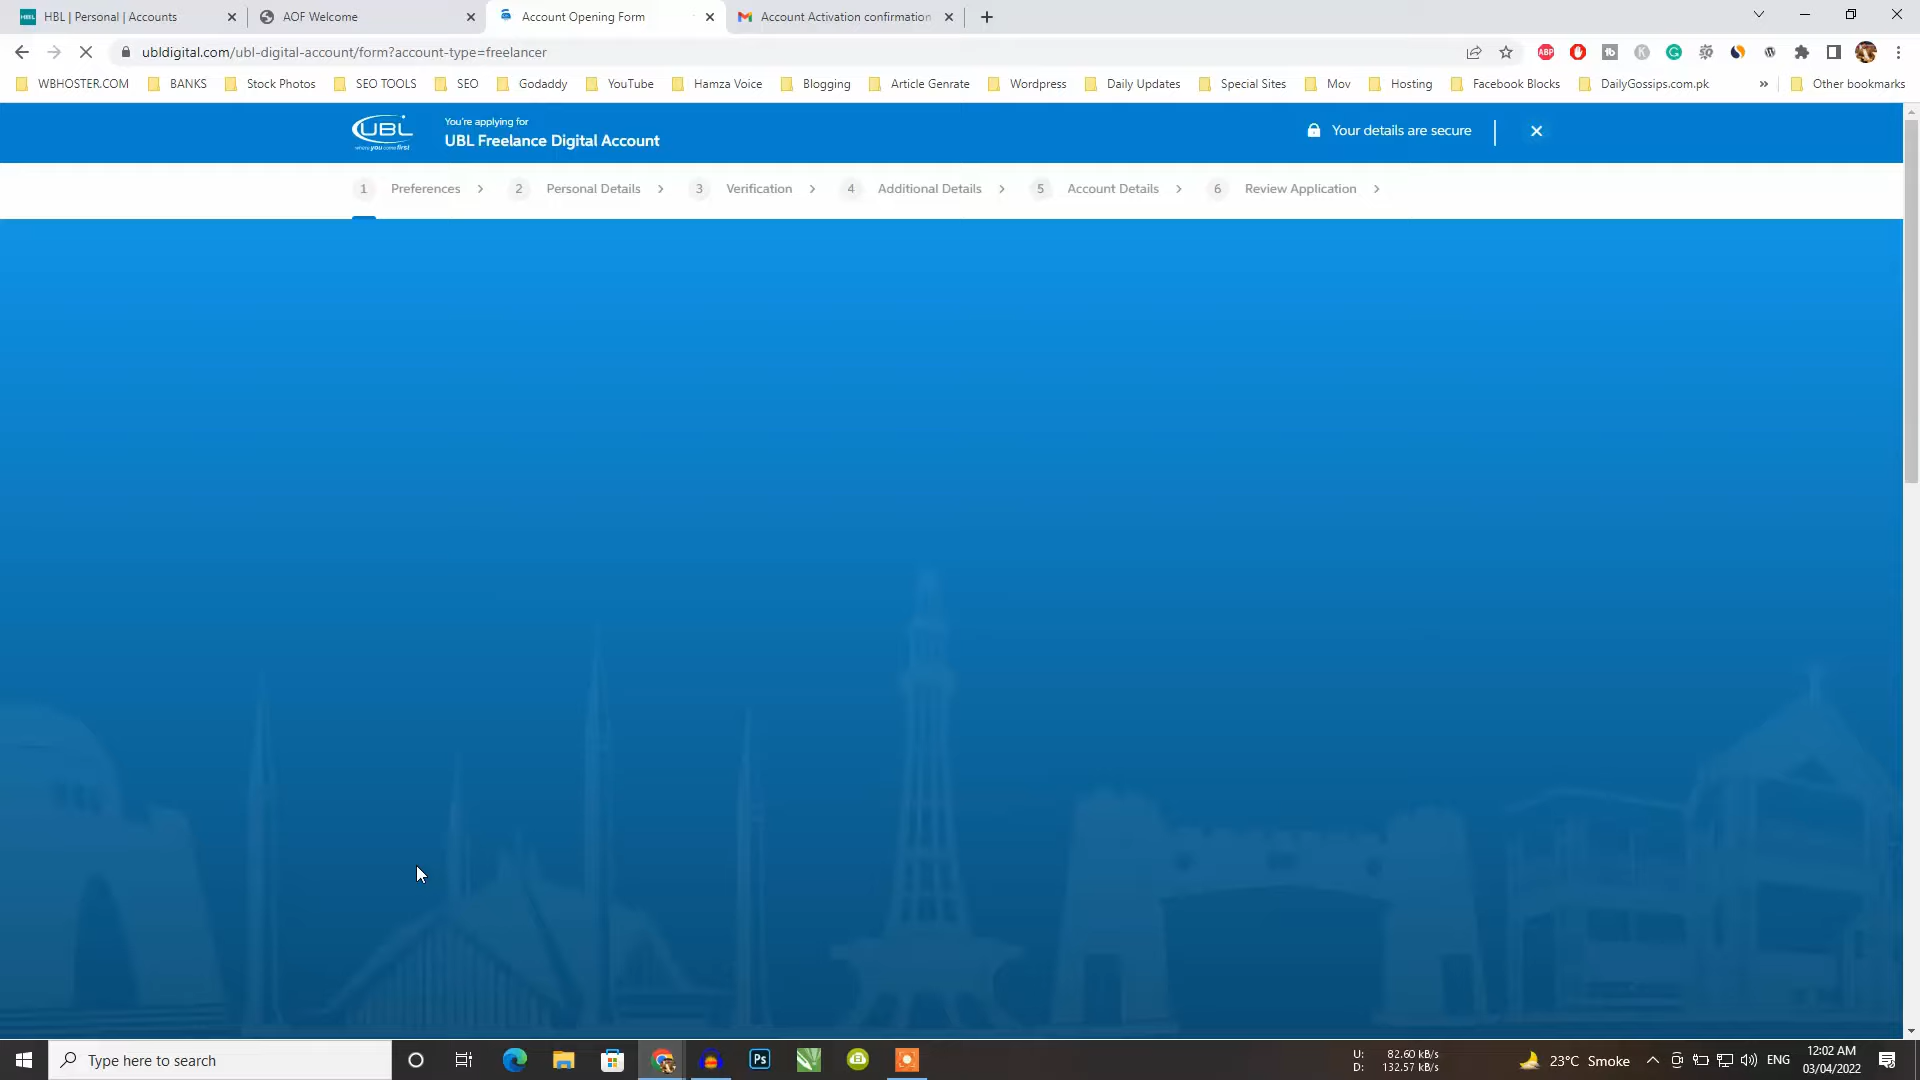 HBL | Personal | Accounts
AOF Welcome
Account Opening Form
Account Activation confirmation
ubldigital.com/ubl-digital-account/form?account-type=freelancer
WBHOSTER.COM
BANKS
Stock Photos
SEO TOOLS
SEO
Godaddy
YouTube
Hamza Voice
Blogging
Article Genrate
Wordpress
Daily Updates
Special Sites
Mov
Hosting
Facebook Blocks
DailyGossips.com.pk
Other bookmarks
UBL
where you come first
You're applying for
UBL Freelance Digital Account
Your details are secure
1 Preferences
2 Personal Details
3 Verification
4 Additional Details
5 Account Details
6 Review Application
Type here to search
Ps
U: 82.60 kB/s
D: 132.57 kB/s
23°C Smoke
ENG
12:02 AM
03/04/2022